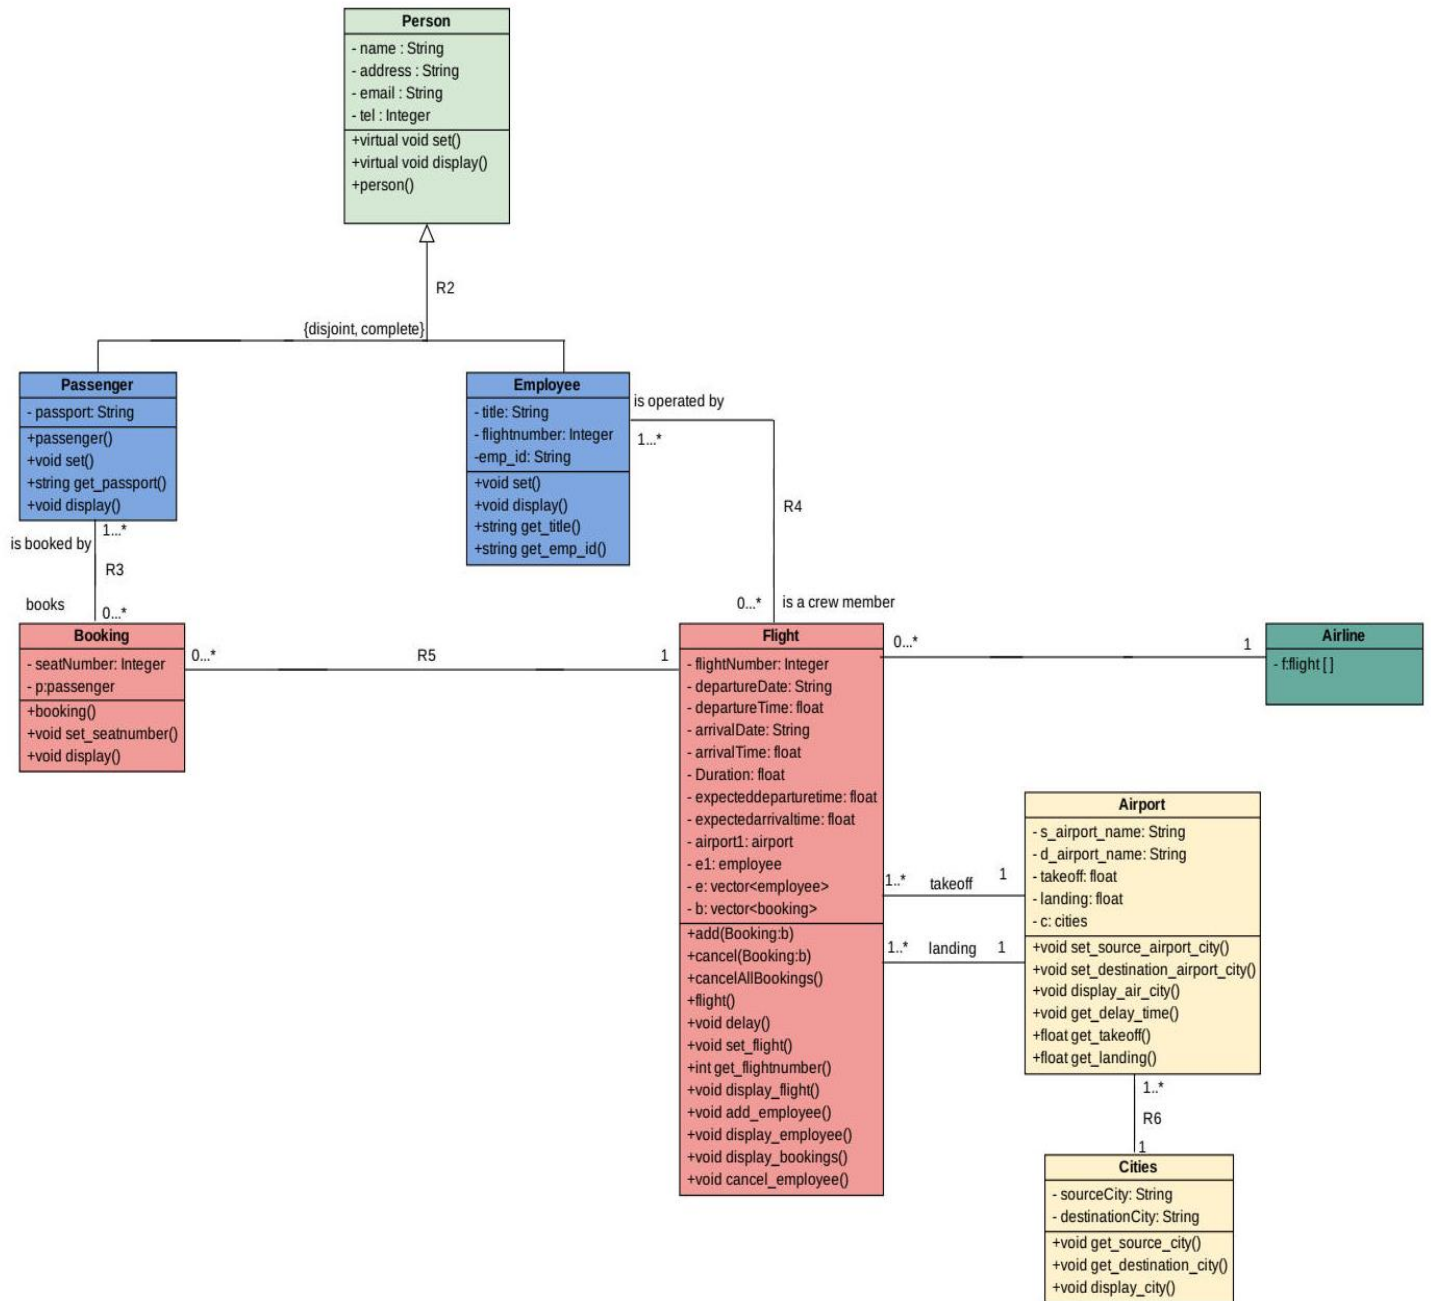 Person
- name : String
- address : String
- email : String
- tel : Integer
+virtual void set()
+virtual void display()
+person()
R2
{disjoint, complete}
Passenger
- passport: String
+passenger()
+void set()
+string get_passport()
+void display()
Employee
- title: String
- flightnumber: Integer
-emp_id: String
+void set()
+void display()
+string get_title()
+string get_emp_id()
is operated by
1...*
R4
0...*
is a crew member
1...*
is booked by
R3
books
0...*
Booking
- seatNumber: Integer
- p:passenger
+booking()
+void set_seatnumber()
+void display()
0...*
R5
1
Flight
- flightNumber: Integer
- departureDate: String
- departureTime: float
- arrivalDate: String
- arrivalTime: float
- Duration: float
- expecteddeparturetime: float
- expectedarrivaltime: float
- airport1: airport
- e1: employee
- e: vector<employee>
- b: vector<booking>
+add(Booking:b)
+cancel(Booking:b)
+cancelAllBookings()
+flight()
+void delay()
+void set_flight()
+int get_flightnumber()
+void display_flight()
+void add_employee()
+void display_employee()
+void display_bookings()
+void cancel_employee()
0...*
1
Airline
- f:flight [ ]
1..*
takeoff
1
1..*
landing
1
Airport
- s_airport_name: String
- d_airport_name: String
- takeoff: float
- landing: float
- c: cities
+void set_source_airport_city()
+void set_destination_airport_city()
+void display_air_city()
+void get_delay_time()
+float get_takeoff()
+float get_landing()
1..*
R6
1
Cities
- sourceCity: String
- destinationCity: String
+void get_source_city()
+void get_destination_city()
+void display_city()